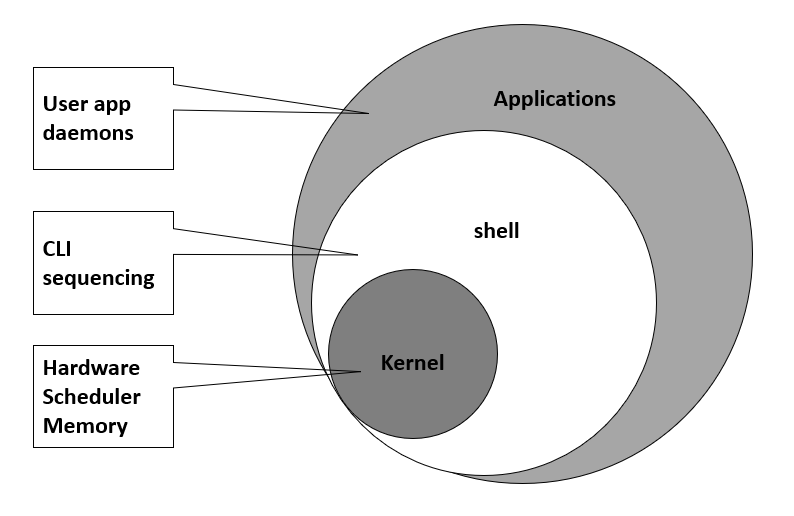 User app
daemons
Applications
shell
CLI
sequencing
Kernel
Hardware
Scheduler
Memory